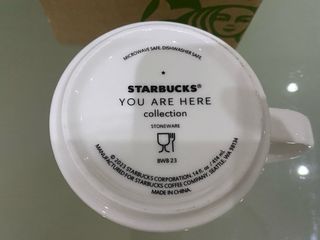 MICROWAVE SAFE. DISHWASHER SAFE.
STARBUCKS®
YOU ARE HERE
collection
STONEWARE
BWB 23
© 2023 STARBUCKS CORPORATION. 14 fl. oz / 414 mL
MANUFACTURED FOR STARBUCKS COFFEE COMPANY, SEATTLE, WA 98134
MADE IN CHINA.